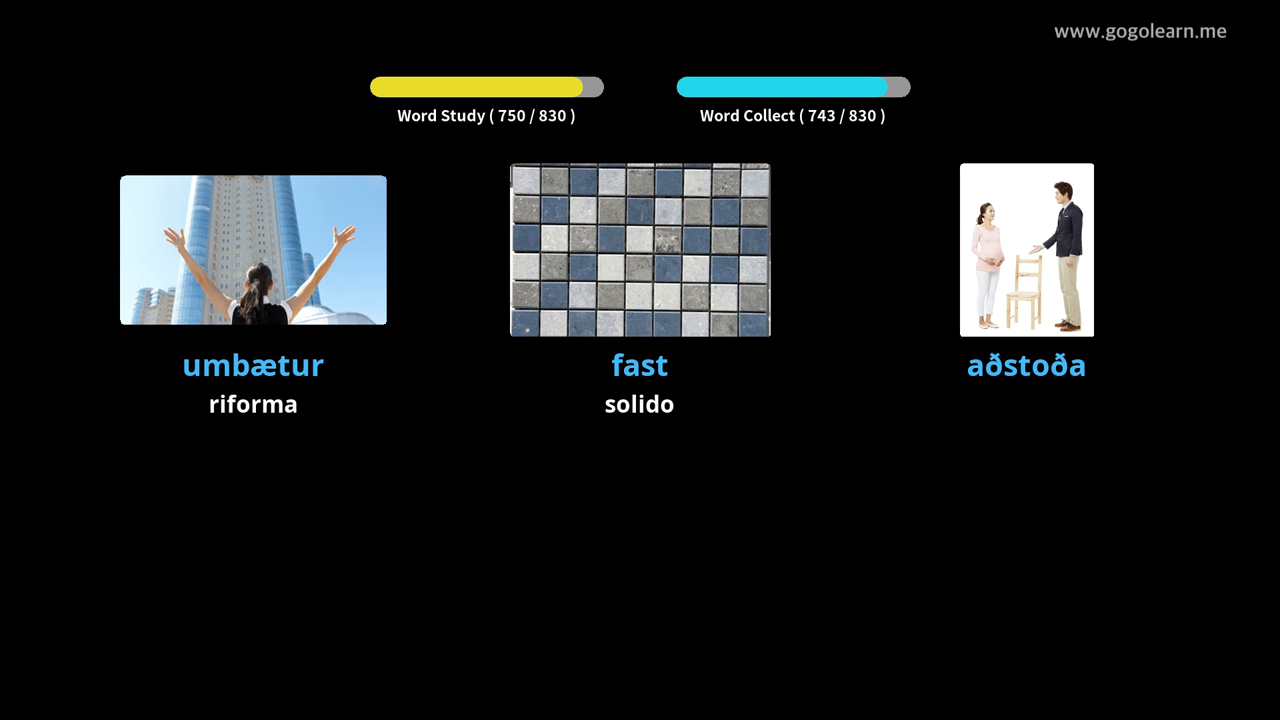 www.gogolearn.me
Word Study ( 750 / 830 )
Word Collect ( 743 / 830 )
umbætur
riforma
fast
solido
aðstoða